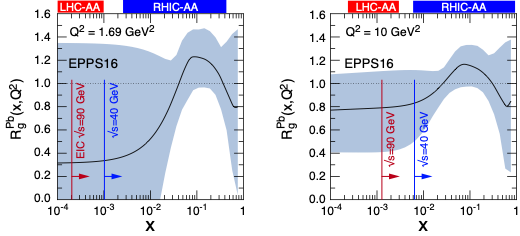 LHC-AA RHIC-AA
Q² = 1.69 GeV²
EPPS16
EIC √s=90 GeV
√s=40 GeV
R_g^Pb(x,Q²)
1.6
1.4
1.2
1.0
0.8
0.6
0.4
0.2
0.0
10⁻⁴ 10⁻³ 10⁻² 10⁻¹ 1
x
LHC-AA RHIC-AA
Q² = 10 GeV²
EPPS16
√s=90 GeV
√s=40 GeV
R_g^Pb(x,Q²)
1.6
1.4
1.2
1.0
0.8
0.6
0.4
0.2
0.0
10⁻⁴ 10⁻³ 10⁻² 10⁻¹ 1
x